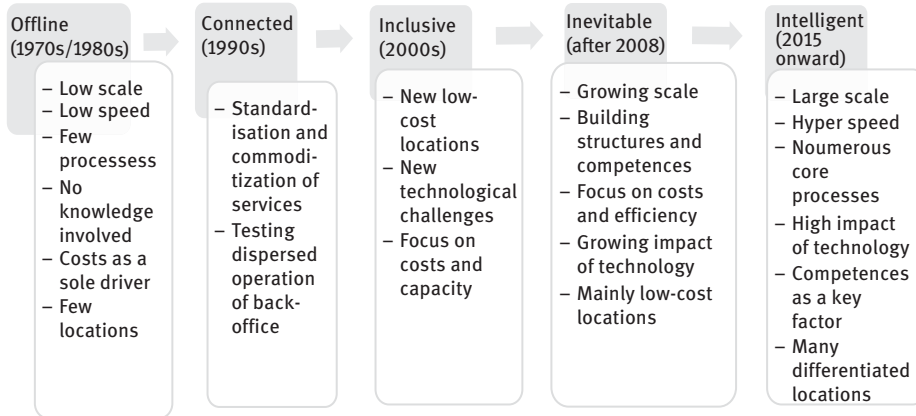 Offline
(1970s/1980s)
– Low scale
– Low speed
– Few
processess
– No
knowledge
involved
– Costs as a
sole driver
– Few
locations
Connected
(1990s)
– Standard-
isation and
commodi-
tization of
services
– Testing
dispersed
operation
of back-
office
Inclusive
(2000s)
– New low-
cost
locations
– New
technological
challenges
– Focus on
costs and
capacity
Inevitable
(after 2008)
– Growing scale
– Building
structures and
competences
– Focus on costs
and efficiency
– Growing impact
of technology
– Mainly low-cost
locations
Intelligent
(2015
onward)
– Large scale
– Hyper speed
– Noumerous
core
processes
– High impact
of technology
– Competences
as a key
factor
– Many
differentiated
locations